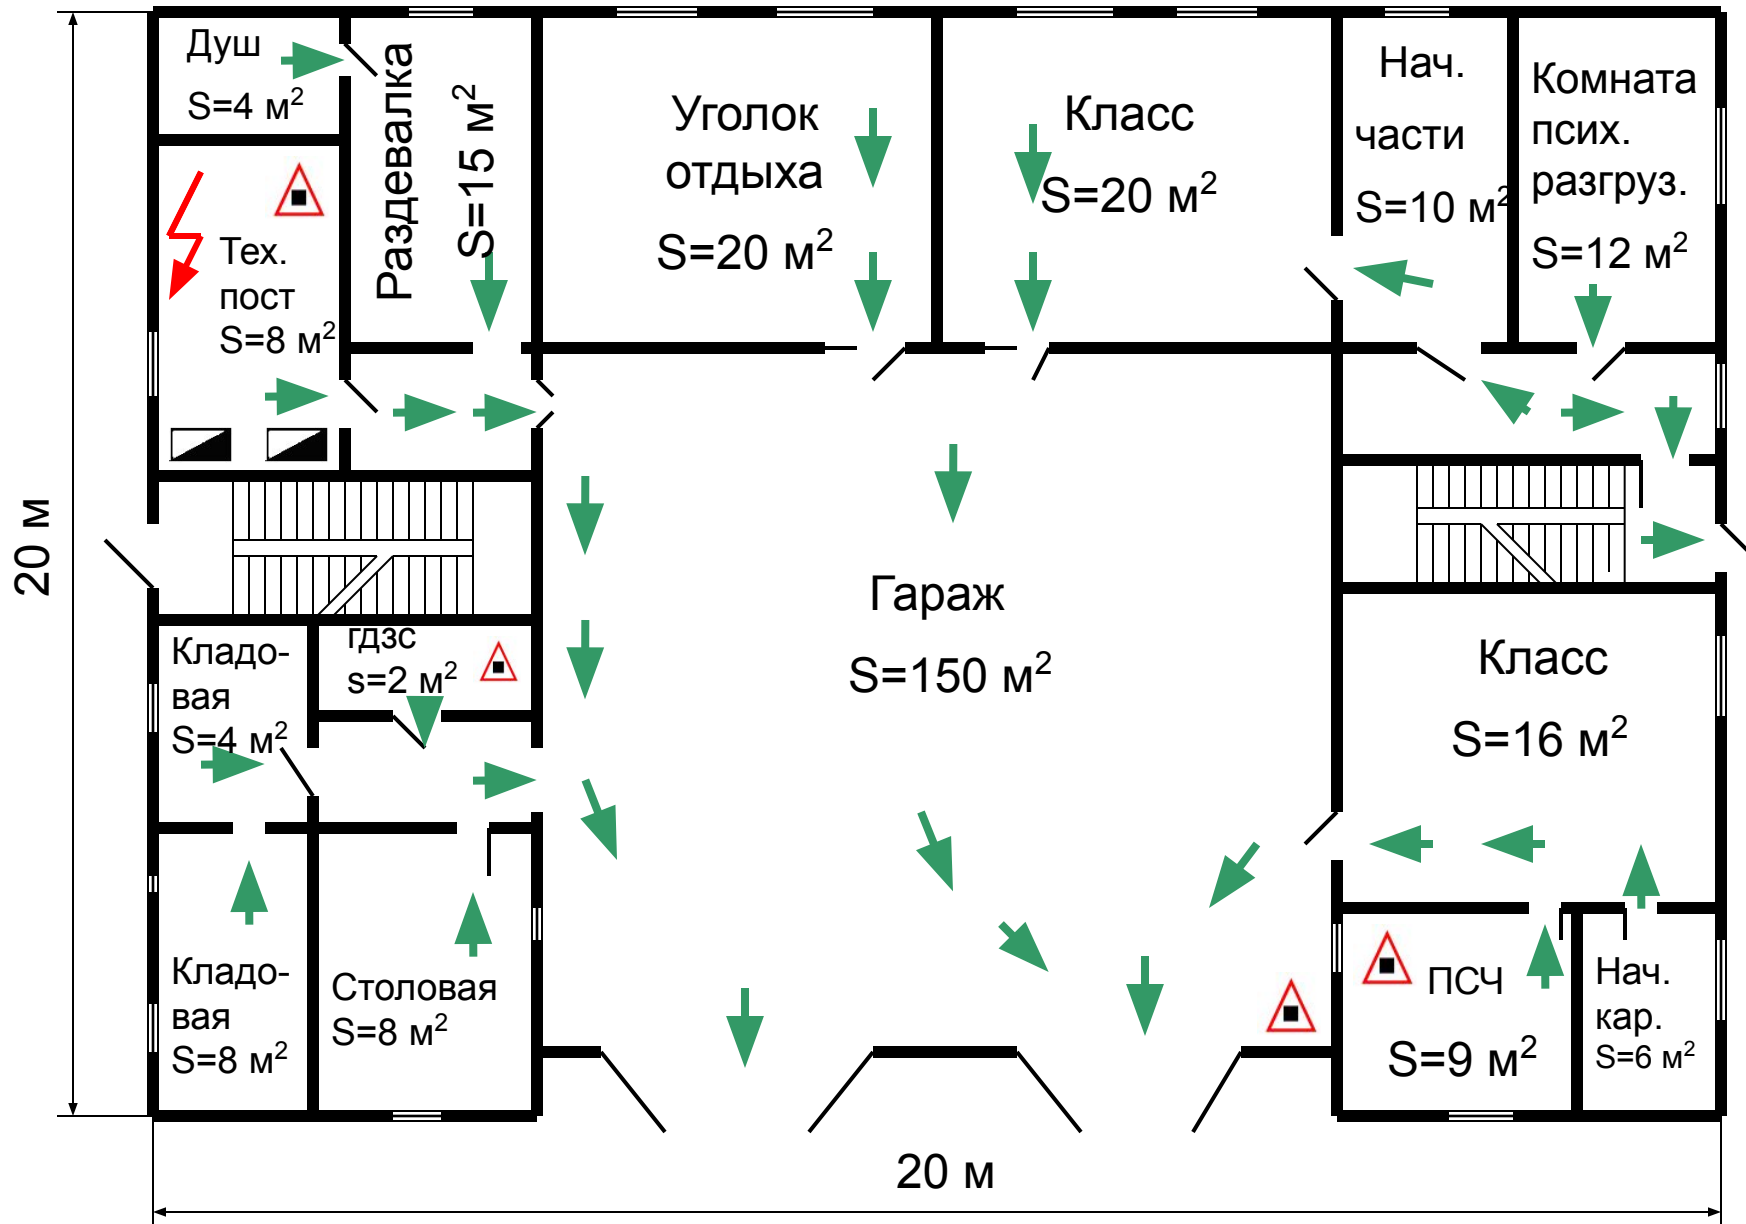 Душ
S=4 м²
Раздевалка
S=15 м²
Уголок
отдыха
S=20 м²
Класс
S=20 м²
Нач.
части
S=10 м²
Комната
псих.
разгруз.
S=12 м²
Тех.
пост
S=8 м²
20 м
Гараж
S=150 м²
Кладо-
вая
S=4 м²
гдзс
s=2 м²
Класс
S=16 м²
Кладо-
вая
S=8 м²
Столовая
S=8 м²
ПСЧ
S=9 м²
Нач.
кар.
S=6 м²
20 м